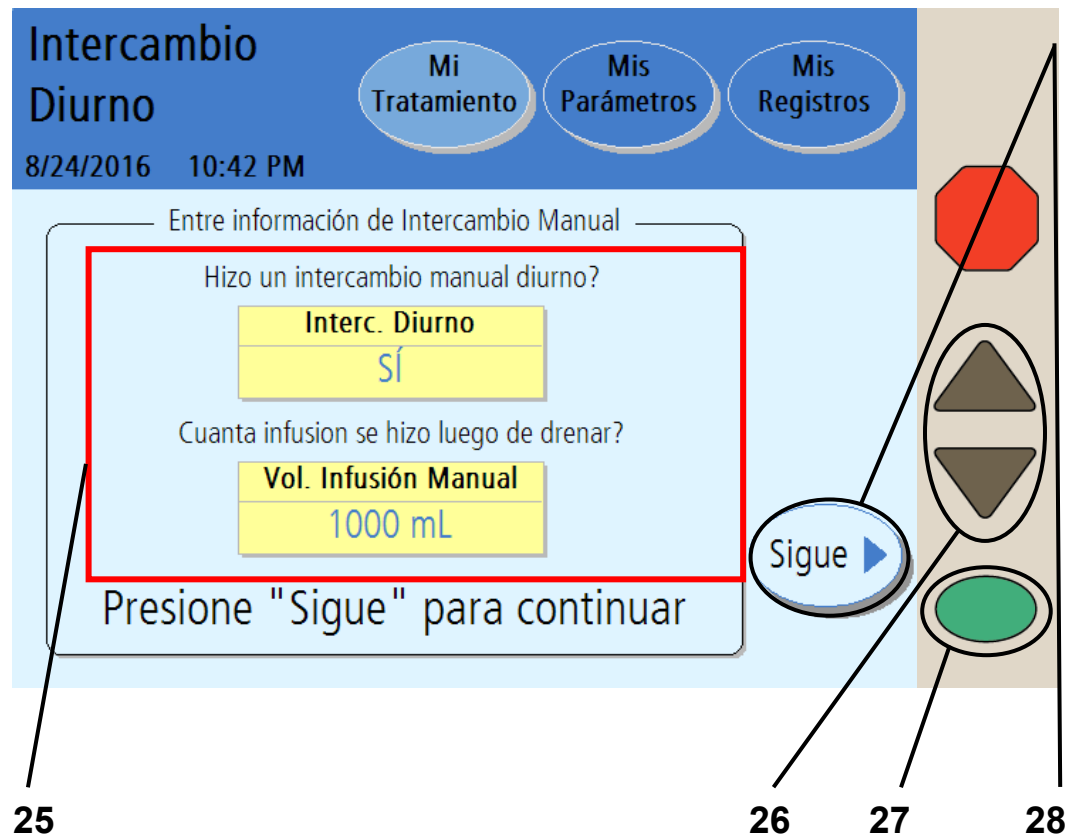 Intercambio
Diurno
Mi
Tratamiento
Mis
Parámetros
Mis
Registros
8/24/2016 10:42 PM
Entre información de Intercambio Manual
Hizo un intercambio manual diurno?
Interc. Diurno
SÍ
Cuanta infusion se hizo luego de drenar?
Vol. Infusión Manual
1000 mL
Sigue
Presione "Sigue" para continuar
25
26
27
28